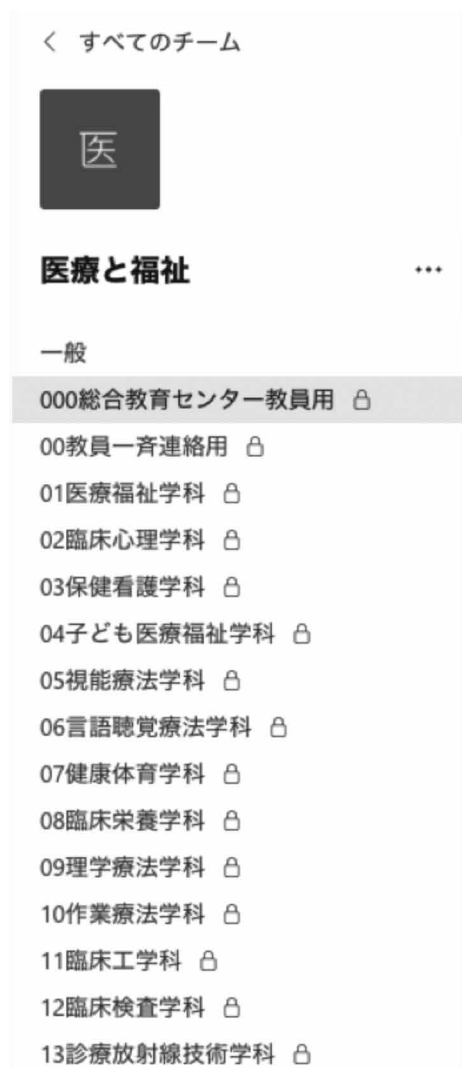 すべてのチーム
医
医療と福祉
一般
000総合教育センター教員用
00教員一斉連絡用
01医療福祉学科
02臨床心理学科
03保健看護学科
04子ども医療福祉学科
05視能療法学科
06言語聴覚療法学科
07健康体育学科
08臨床栄養学科
09理学療法学科
10作業療法学科
11臨床工学科
12臨床検査学科
13診療放射線技術学科